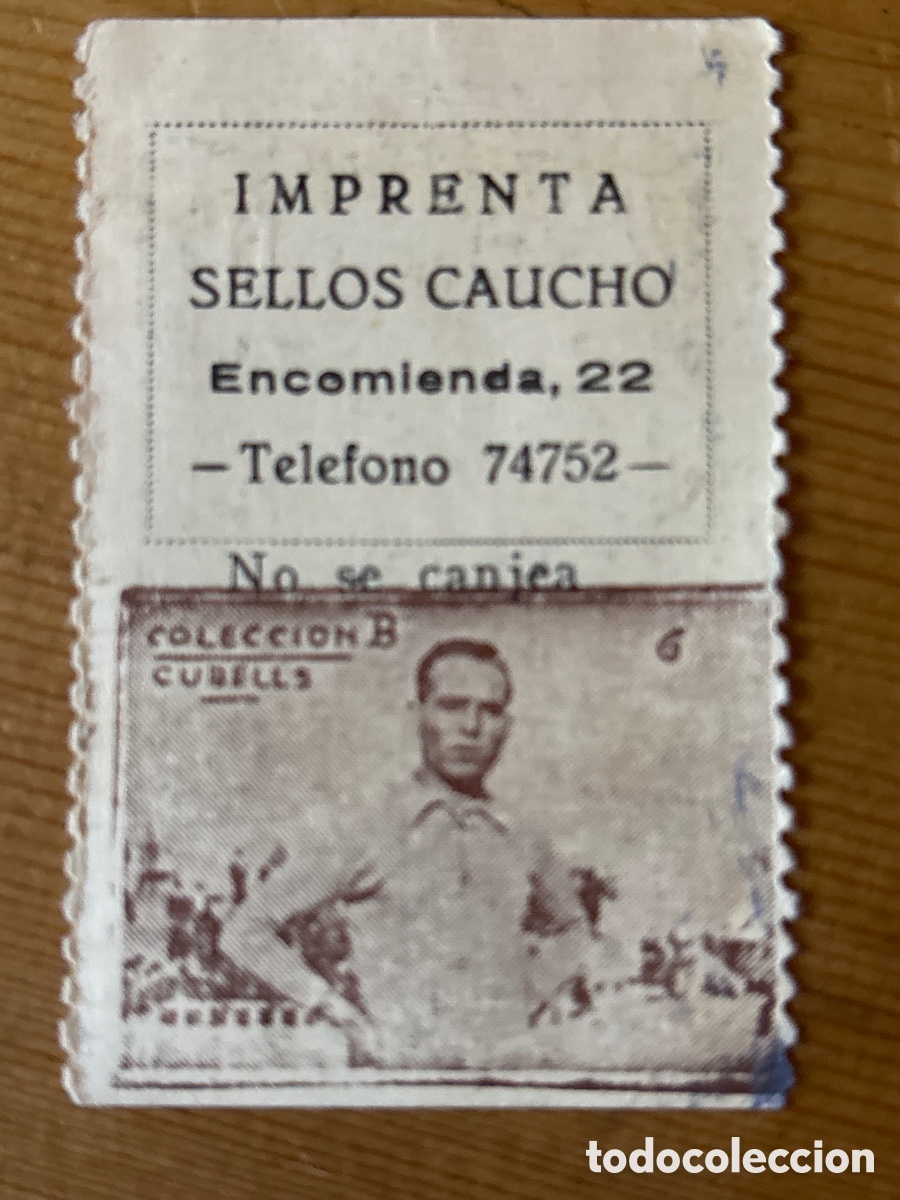 IMPRENTA
SELLOS CAUCHO
Encomienda, 22
— Telefono 74752 —
No se canjea
COLECCION B
6
CUBELLS
todocoleccion